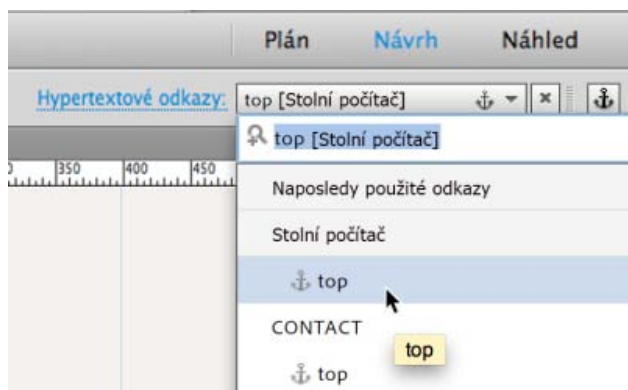 Plán Návrh Náhled
Hypertextové odkazy: top [Stolní počítač]
top [Stolní počítač]
350 400 450
Naposledy použité odkazy
Stolní počítač
top
CONTACT
top
top